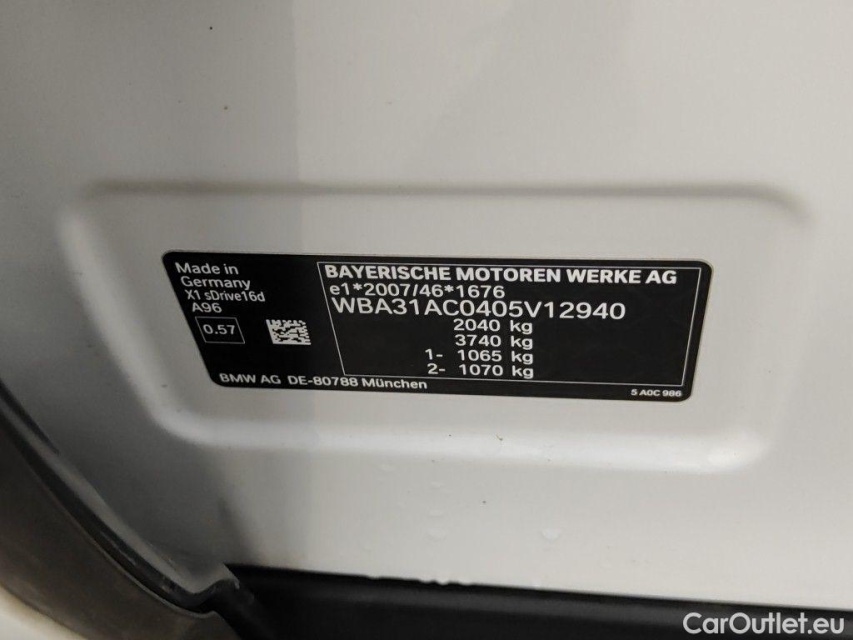 Made in
Germany
X1 sDrive16d
A96
0.57
BAYERISCHE MOTOREN WERKE AG
e1*2007/46*1676
WBA31AC0405V12940
2040 kg
3740 kg
1- 1065 kg
2- 1070 kg
BMW AG DE-80788 München
5 A0C 986
CarOutlet.eu